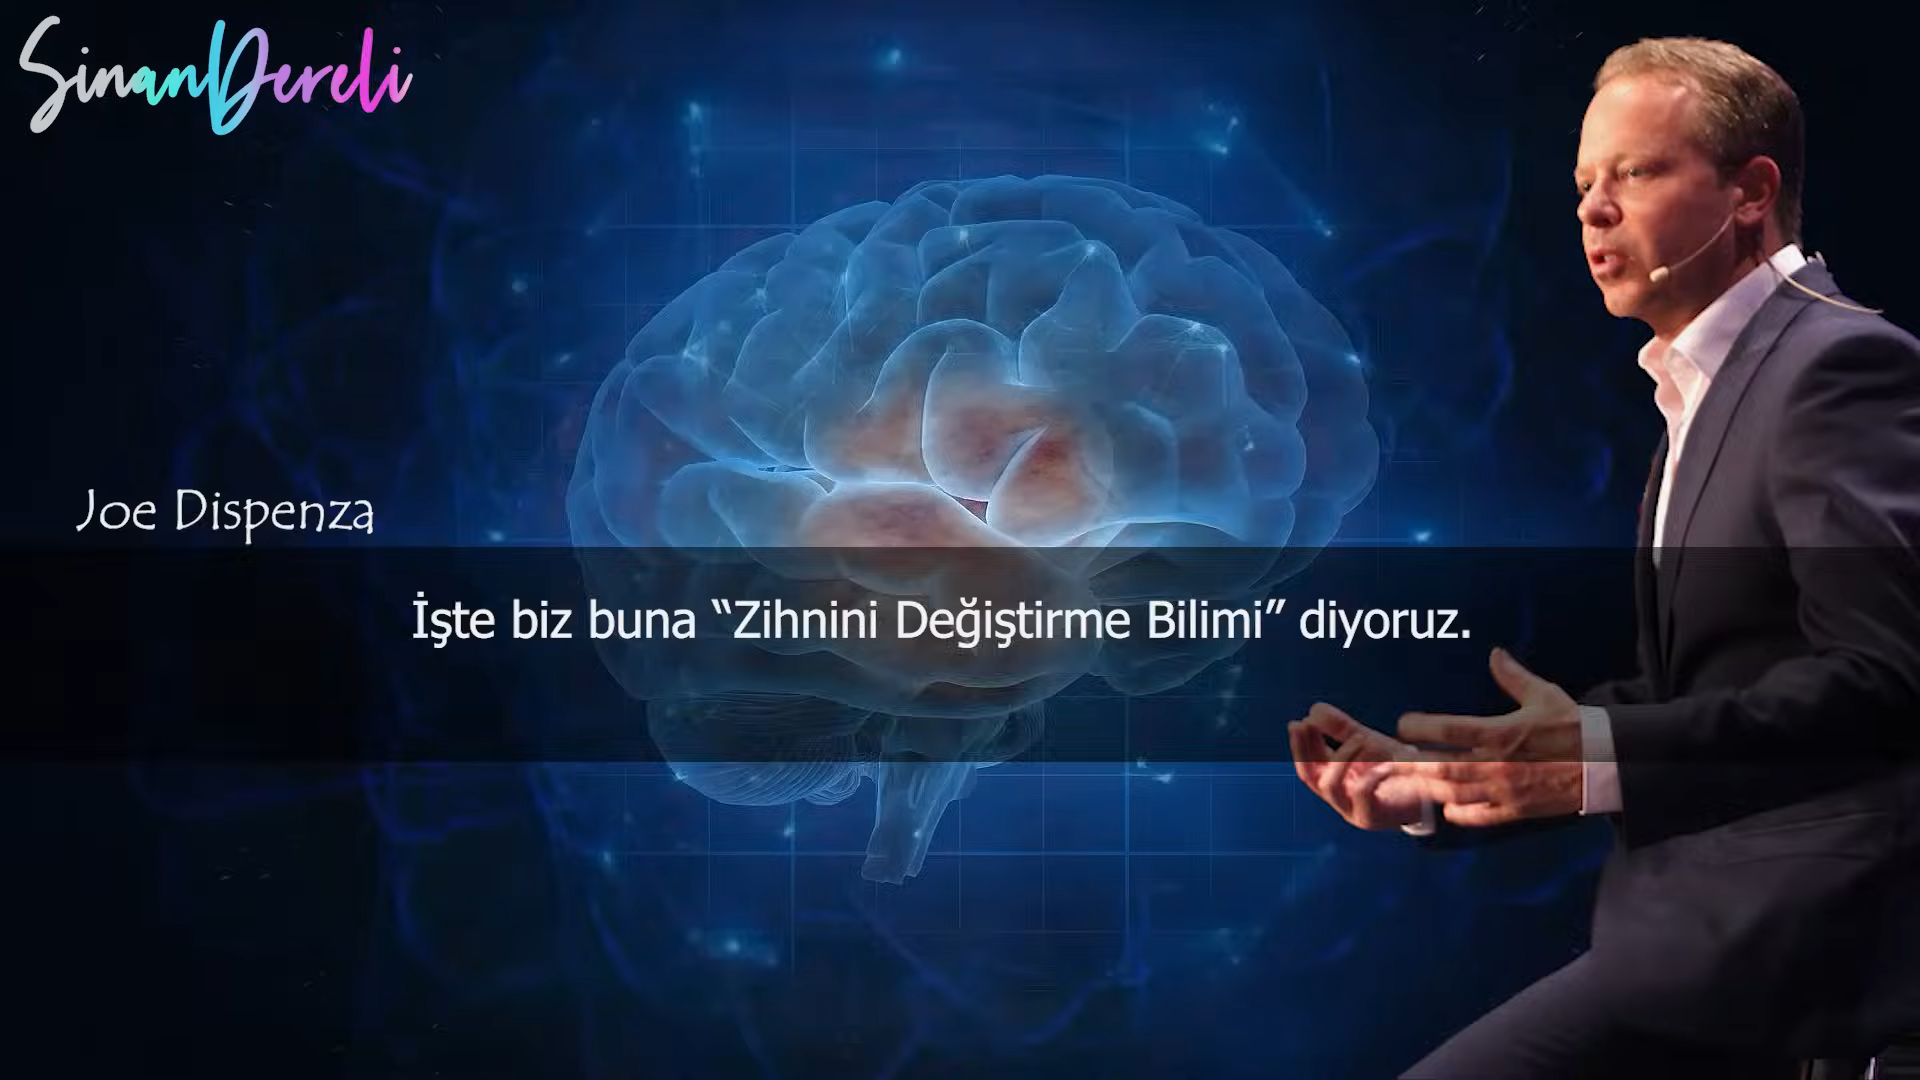 SinanDereli
Joe Dispenza
İşte biz buna “Zihnini Değiştirme Bilimi” diyoruz.